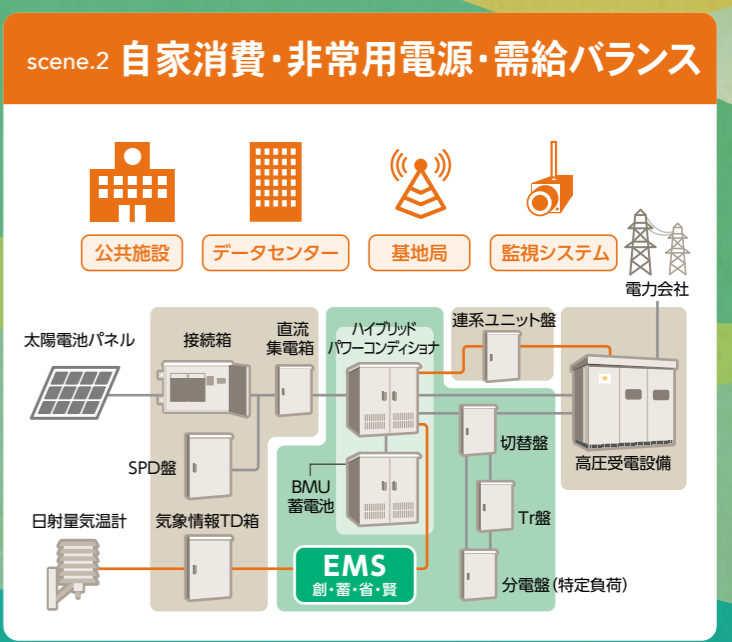 scene.2 自家消費・非常用電源・需給バランス
公共施設
データセンター
基地局
監視システム
電力会社
太陽電池パネル
接続箱
直流
集電箱
ハイブリッド
パワーコンディショナ
連系ユニット盤
SPD盤
BMU
蓄電池
切替盤
高圧受電設備
日射量気温計
気象情報TD箱
Tr盤
EMS
創・蓄・省・賢
分電盤(特定負荷)